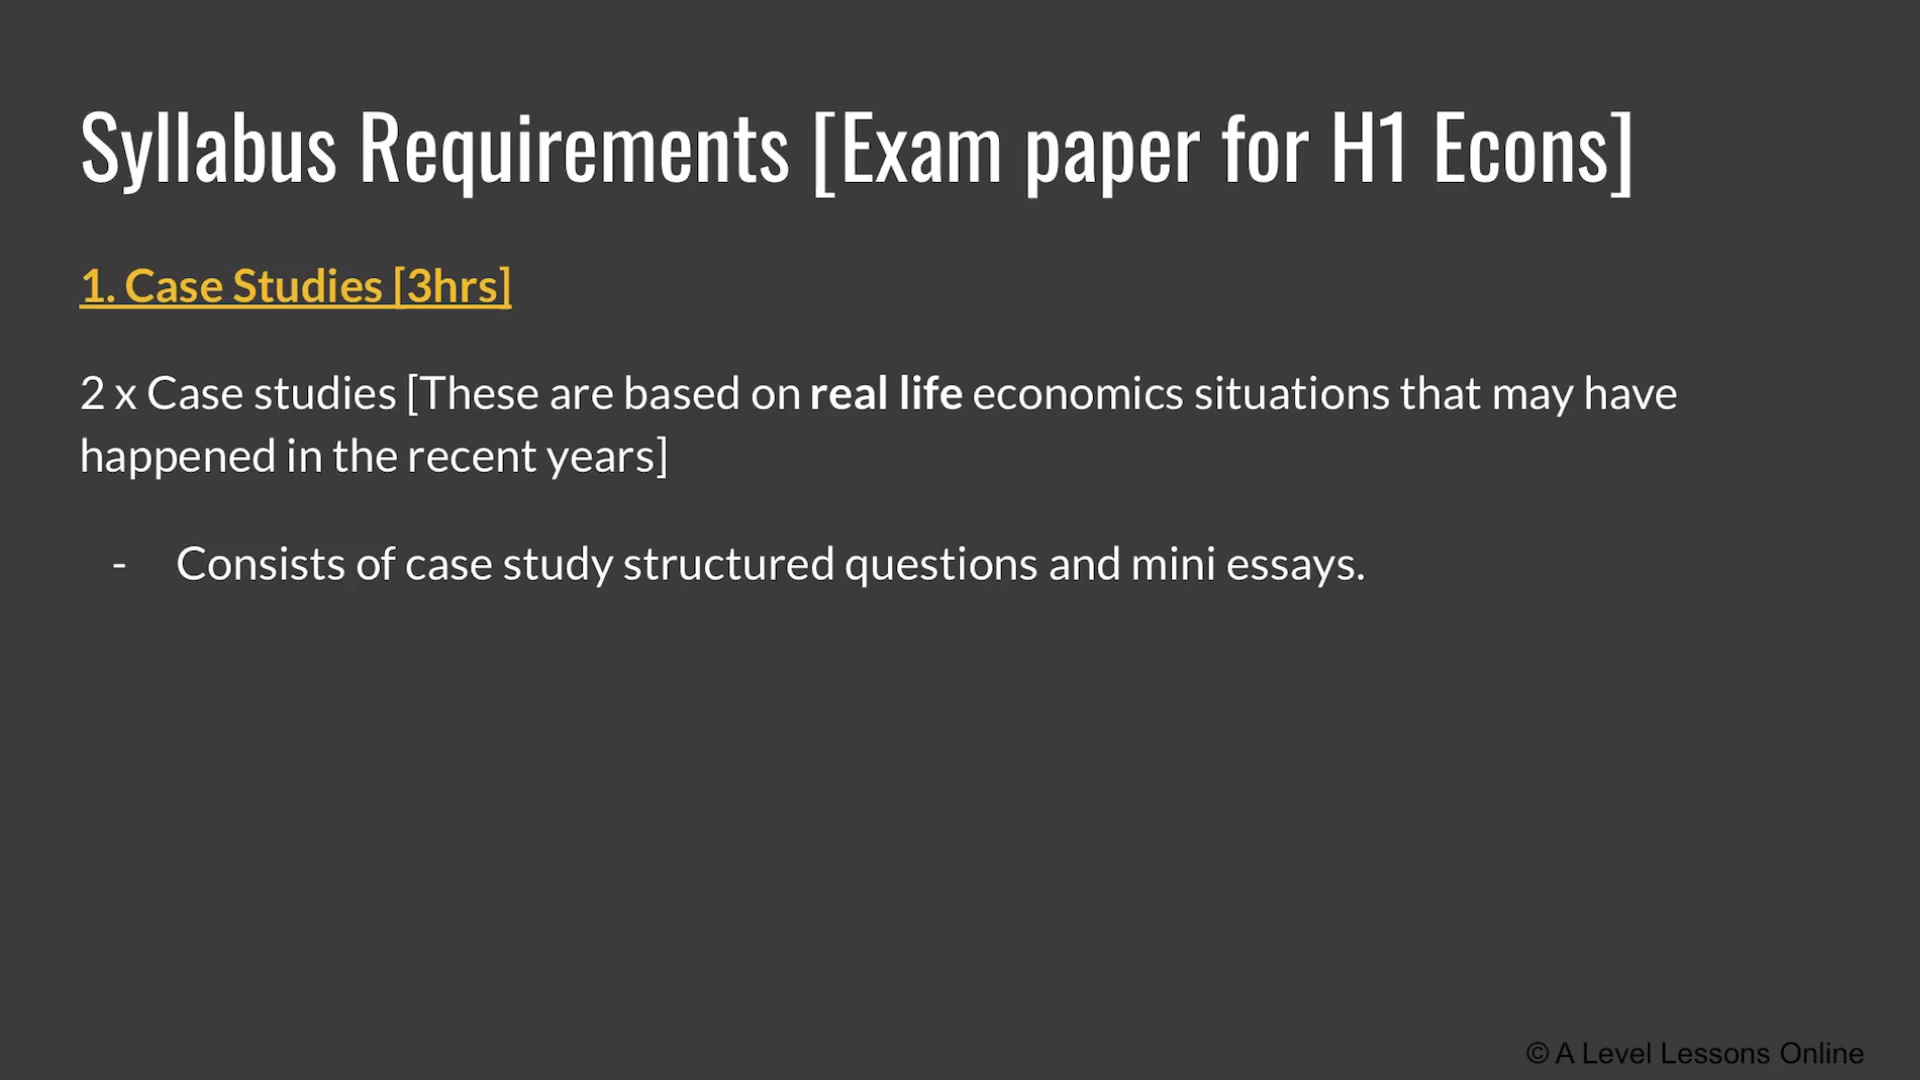 Syllabus Requirements [Exam paper for H1 Econs]
1. Case Studies [3hrs]
2 x Case studies [These are based on real life economics situations that may have
happened in the recent years]
- Consists of case study structured questions and mini essays.
© A Level Lessons Online